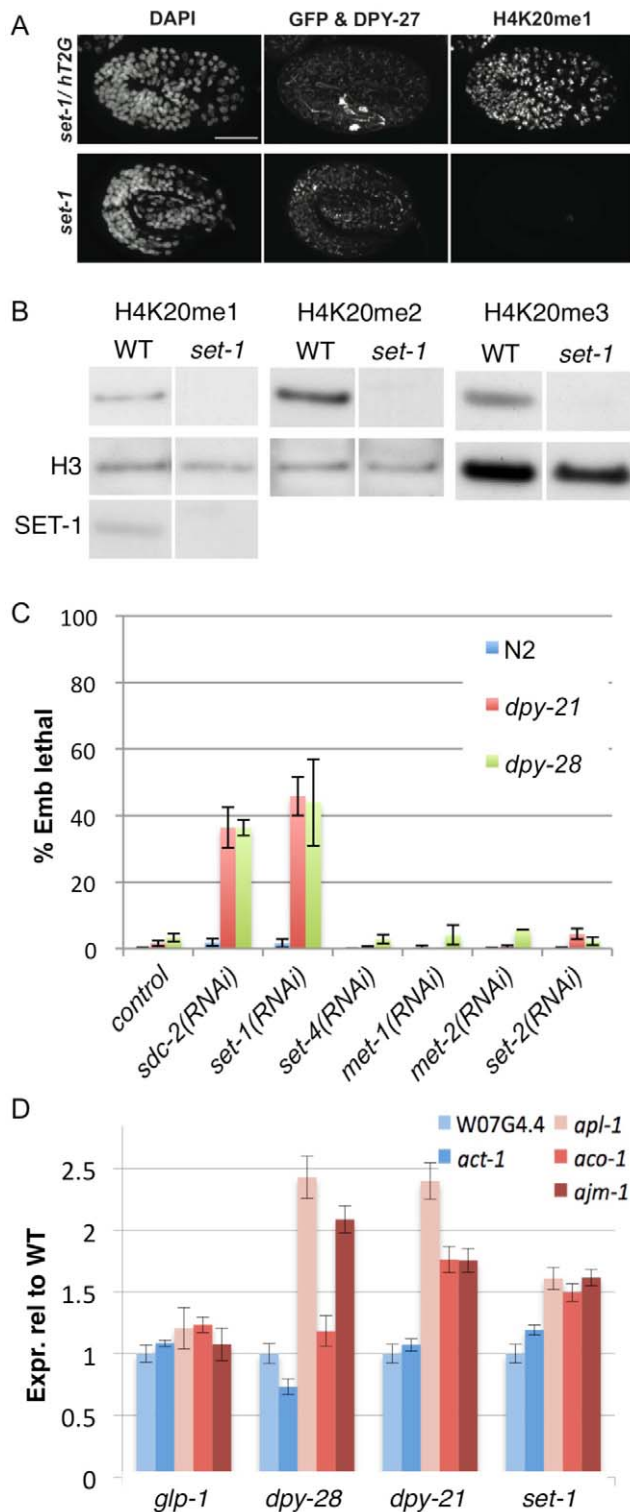 A
DAPI
GFP & DPY-27
H4K20me1
set-1/ hT2G
set-1
B
H4K20me1
H4K20me2
H4K20me3
WT
set-1
WT
set-1
WT
set-1
H3
SET-1
C
% Emb lethal
100
80
60
40
20
0
N2
dpy-21
dpy-28
control
sdc-2(RNAi)
set-1(RNAi)
set-4(RNAi)
met-1(RNAi)
met-2(RNAi)
set-2(RNAi)
D
Expr. rel to WT
2.5
2
1.5
1
0.5
0
W07G4.4
apl-1
act-1
aco-1
ajm-1
glp-1
dpy-28
dpy-21
set-1